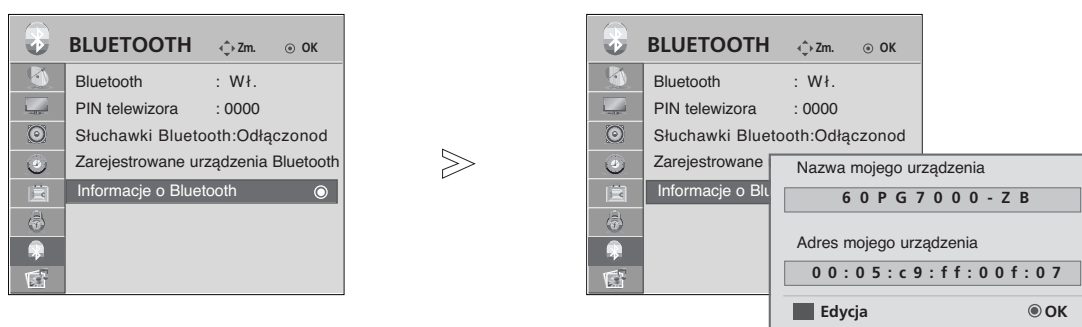 BLUETOOTH Zm. OK
Bluetooth : Wł.
PIN telewizora : 0000
Słuchawki Bluetooth:Odłączonod
Zarejestrowane urządzenia Bluetooth
Informacje o Bluetooth
BLUETOOTH Zm. OK
Bluetooth : Wł.
PIN telewizora : 0000
Słuchawki Bluetooth:Odłączonod
Zarejestrowane
Informacje o Blu
Nazwa mojego urządzenia
60PG7000-ZB
Adres mojego urządzenia
00:05:c9:ff:00f:07
Edycja OK